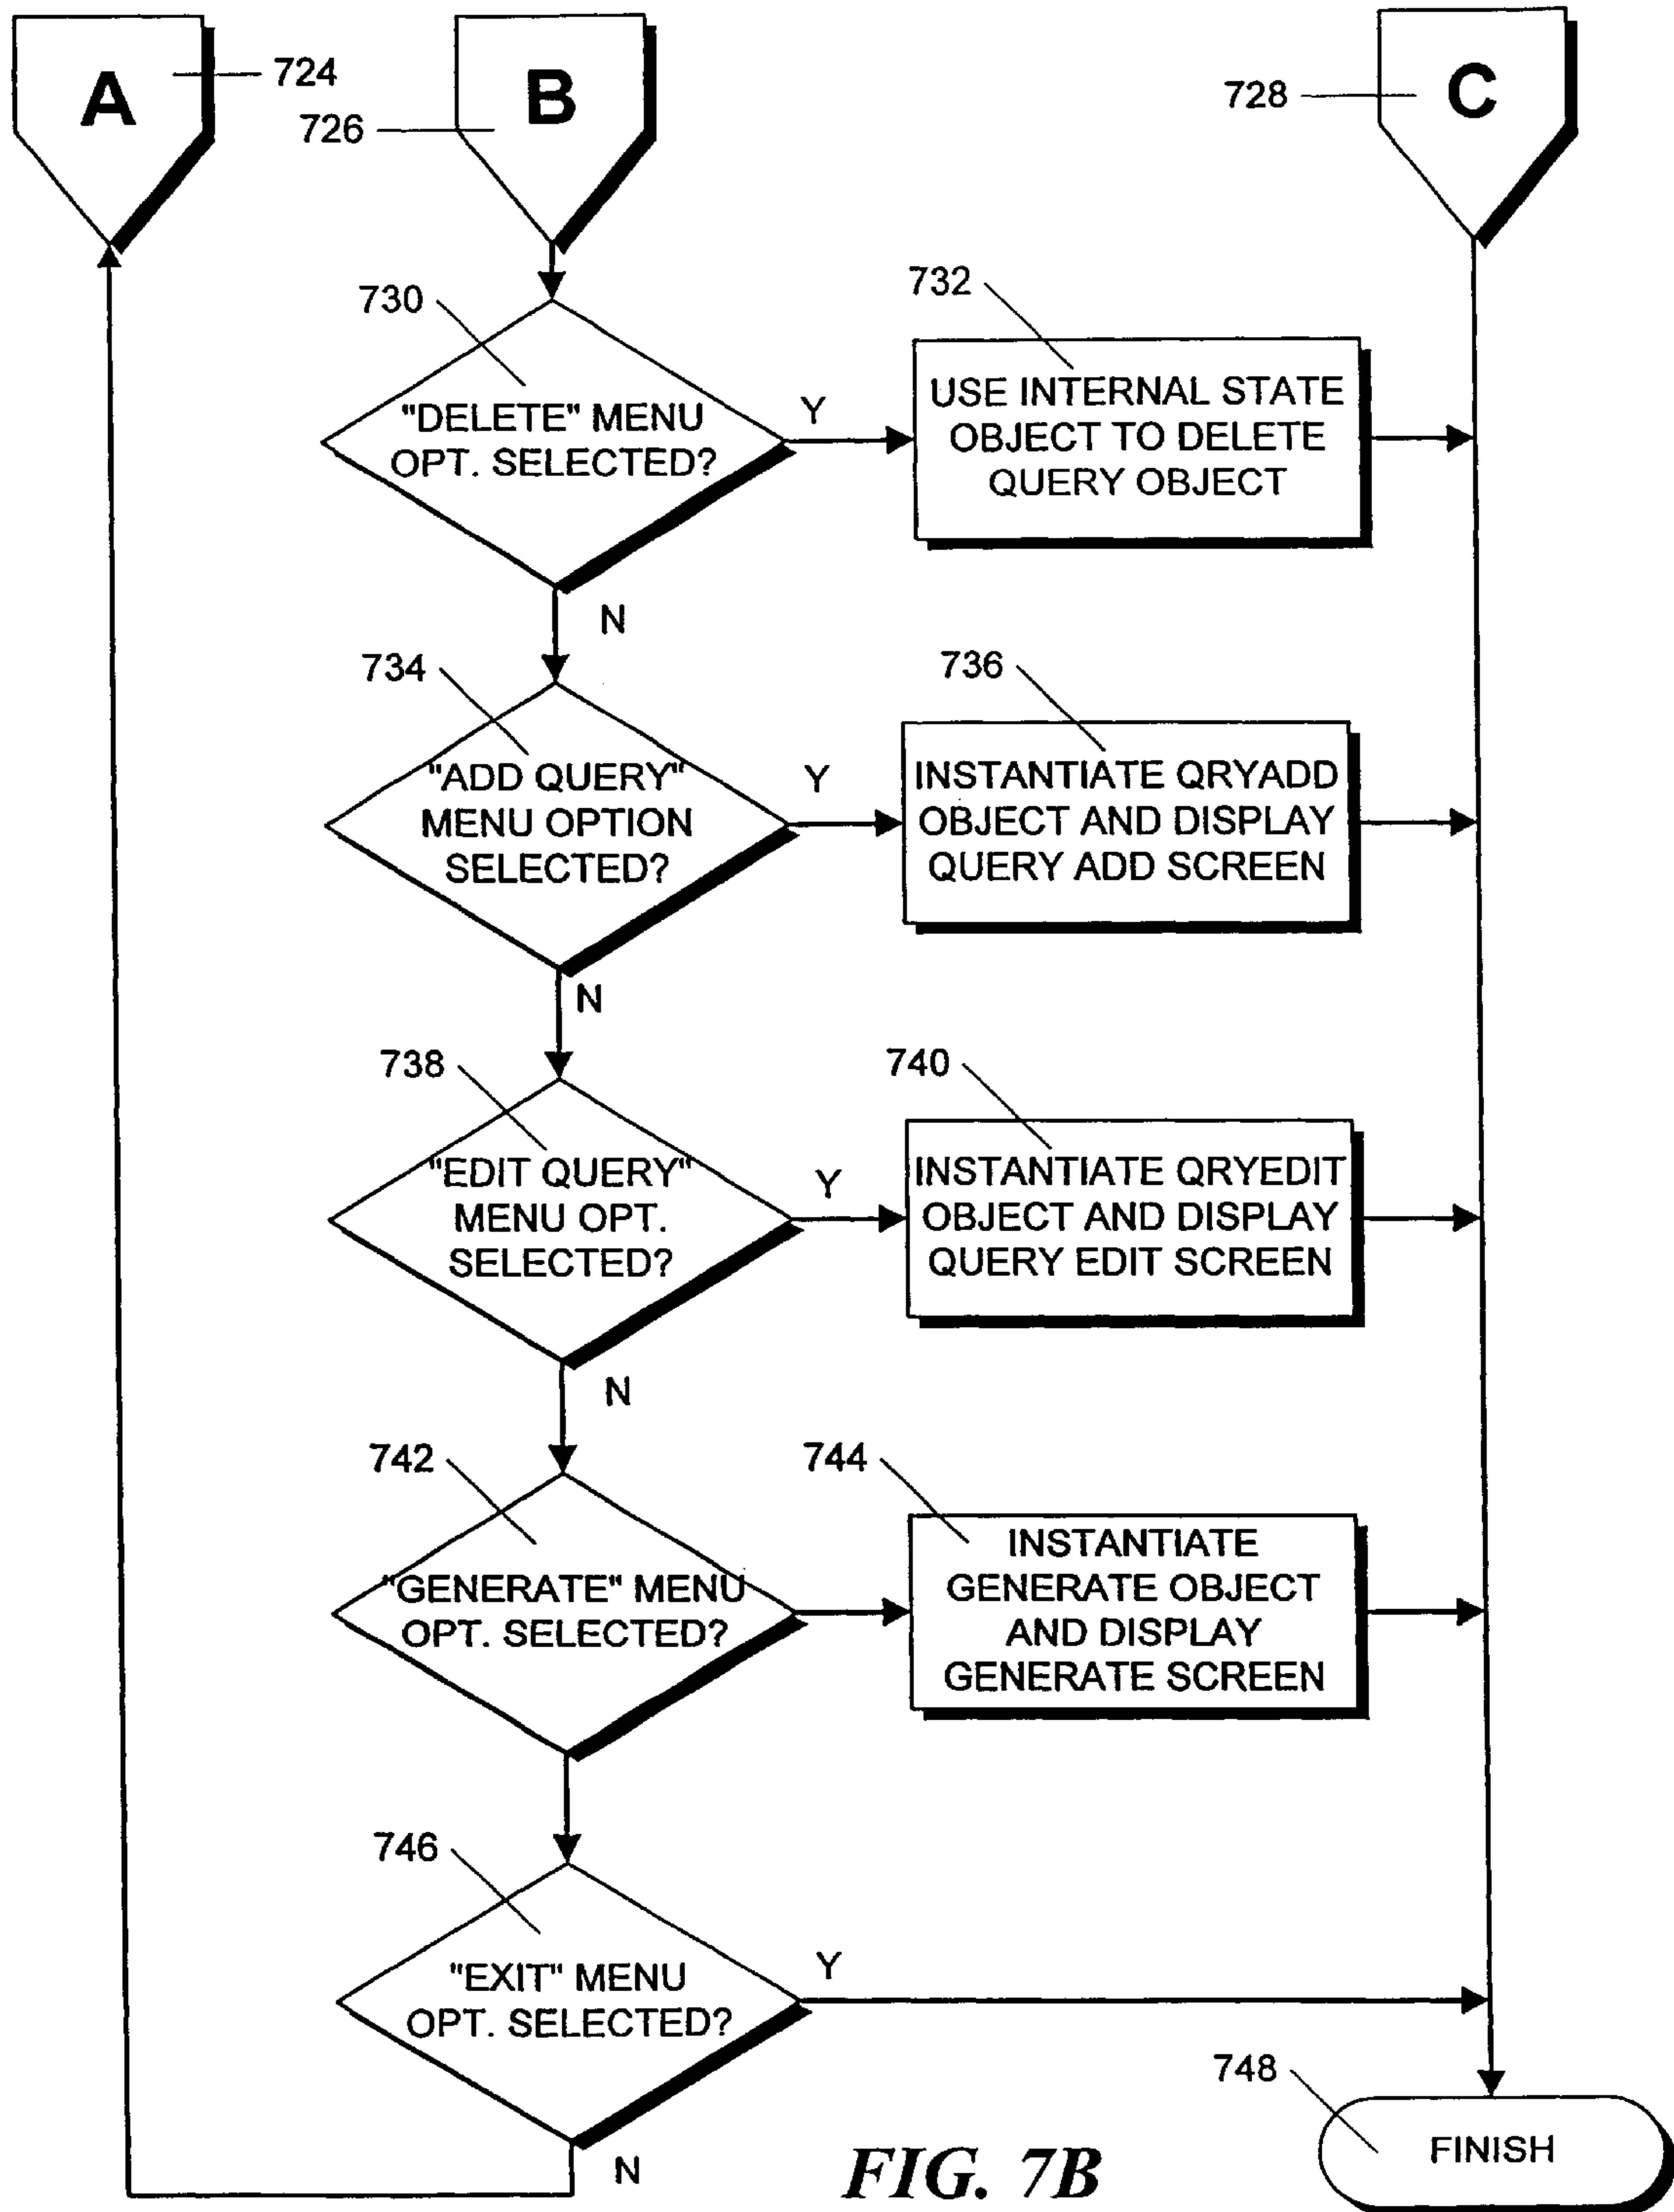 A
724
B
726
C
728
730
"DELETE" MENU
OPT. SELECTED?
Y
N
732
USE INTERNAL STATE
OBJECT TO DELETE
QUERY OBJECT
734
"ADD QUERY"
MENU OPTION
SELECTED?
Y
N
736
INSTANTIATE QRYADD
OBJECT AND DISPLAY
QUERY ADD SCREEN
738
"EDIT QUERY"
MENU OPT.
SELECTED?
Y
N
740
INSTANTIATE QRYEDIT
OBJECT AND DISPLAY
QUERY EDIT SCREEN
742
"GENERATE" MENU
OPT. SELECTED?
744
INSTANTIATE
GENERATE OBJECT
AND DISPLAY
GENERATE SCREEN
746
"EXIT" MENU
OPT. SELECTED?
Y
N
748
FINISH
FIG. 7B